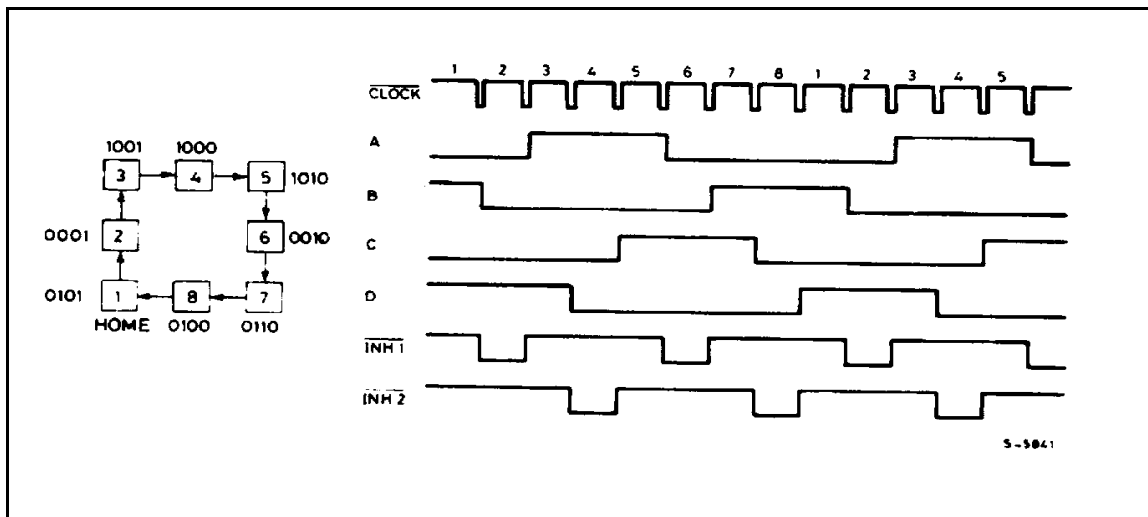 1 2 3 4 5 6 7 8 1 2 3 4 5
CLOCK
A
1001 1000
3 4 5 1010
B
0001 2 6 0010
C
0101 1 8 7
HOME 0100 0110
D
INH 1
INH 2
S-5841